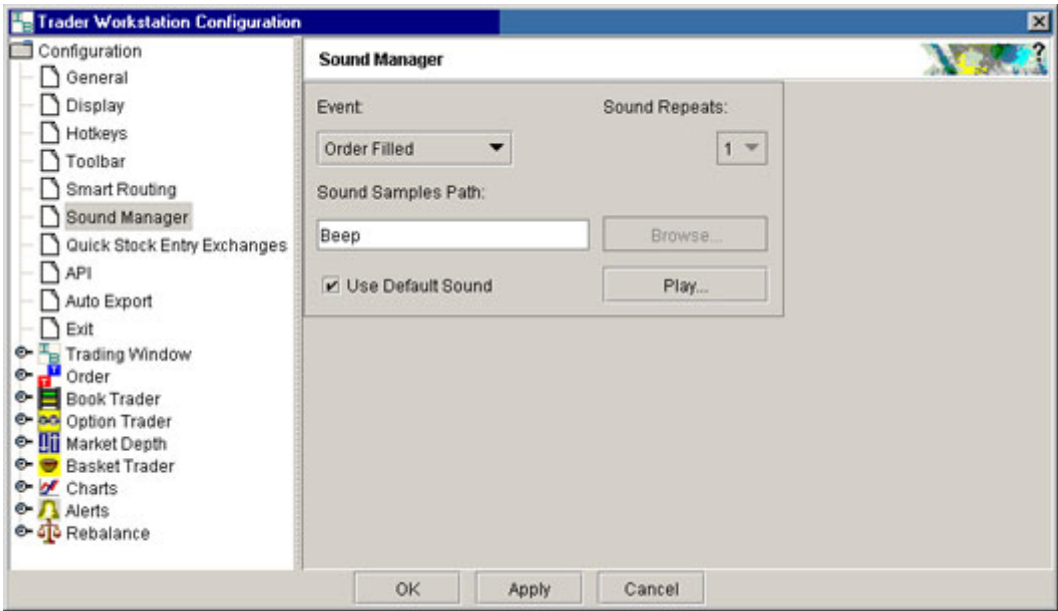 Trader Workstation Configuration
Configuration
General
Display
Hotkeys
Toolbar
Smart Routing
Sound Manager
Quick Stock Entry Exchanges
API
Auto Export
Exit
Trading Window
Order
Book Trader
Option Trader
Market Depth
Basket Trader
Charts
Alerts
Rebalance
Sound Manager
?
Event:
Sound Repeats:
Order Filled
1
Sound Samples Path:
Beep
Browse...
Use Default Sound
Play...
OK
Apply
Cancel